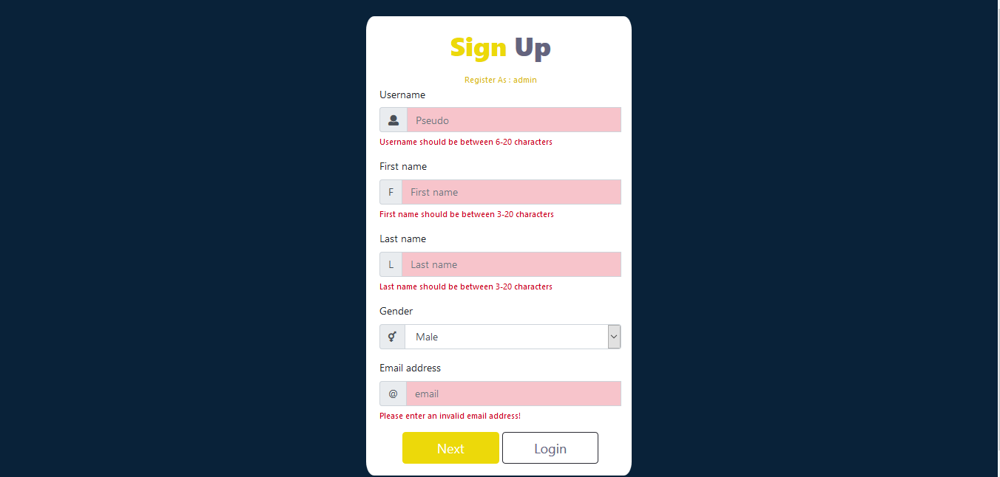 Sign Up
Register As : admin
Username
Pseudo
Username should be between 6-20 characters
First name
F First name
First name should be between 3-20 characters
Last name
L Last name
Last name should be between 3-20 characters
Gender
Male
Email address
@ email
Please enter an invalid email address!
Next Login